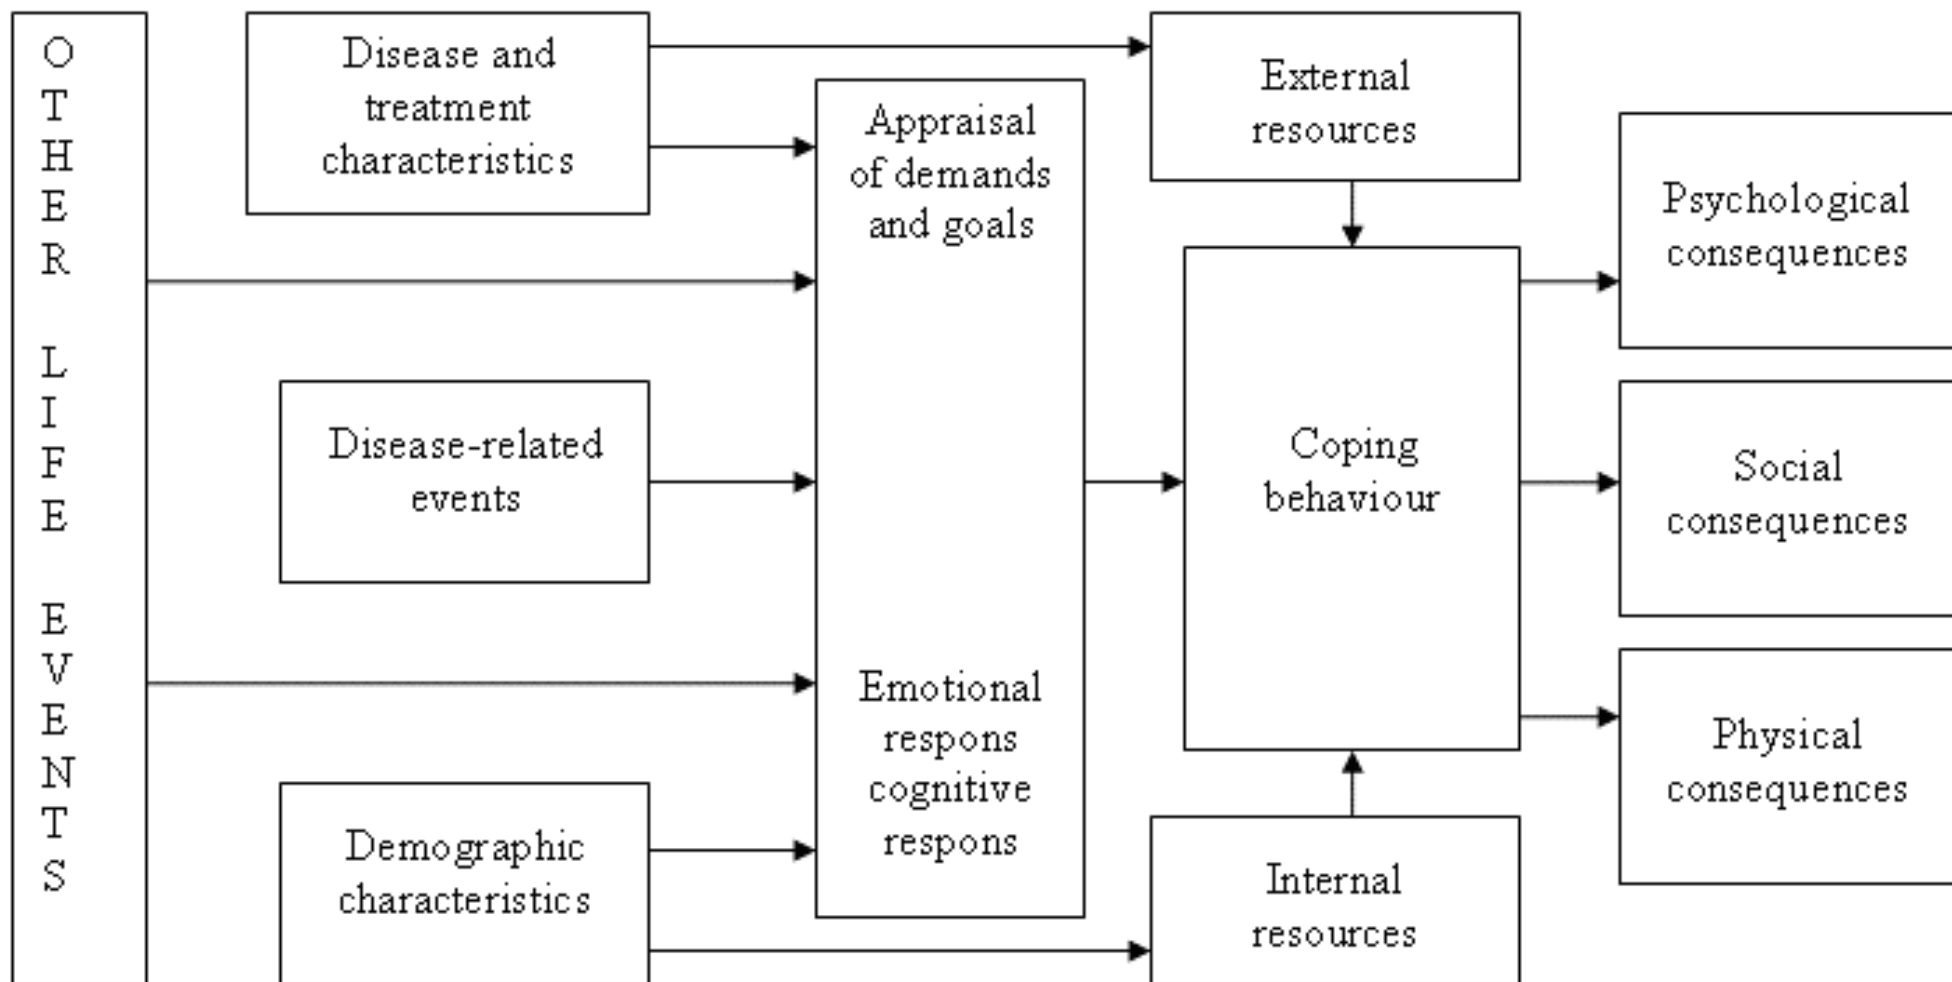 OTHER LIFE EVENTS
Disease and
treatment
characteristics
Disease-related
events
Demographic
characteristics
Appraisal
of demands
and goals
Emotional
respons
cognitive
respons
External
resources
Coping
behaviour
Internal
resources
Psychological
consequences
Social
consequences
Physical
consequences